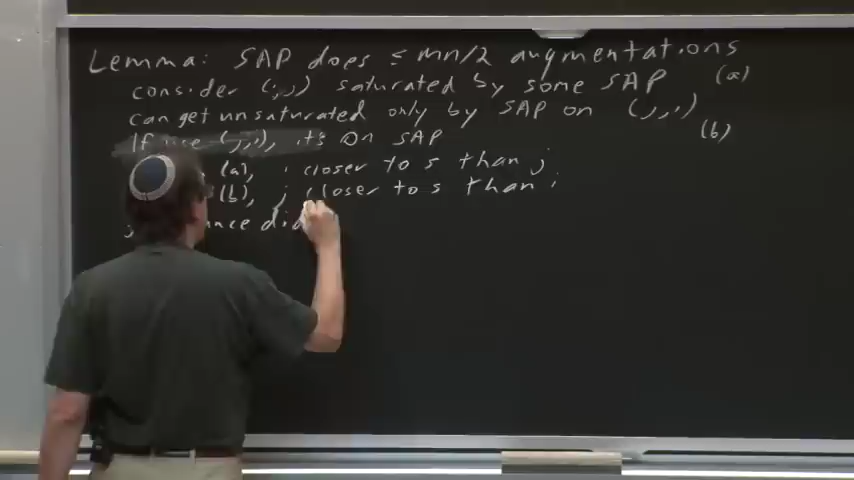 Lemma: SAP does ≤ mn/2 augmentations
consider (i,j) saturated by some SAP (a)
can get unsaturated only by SAP on (j,i) (b)
If use (j,i), it's on SAP
(a), i closer to s than j
(b), j closer to s than i